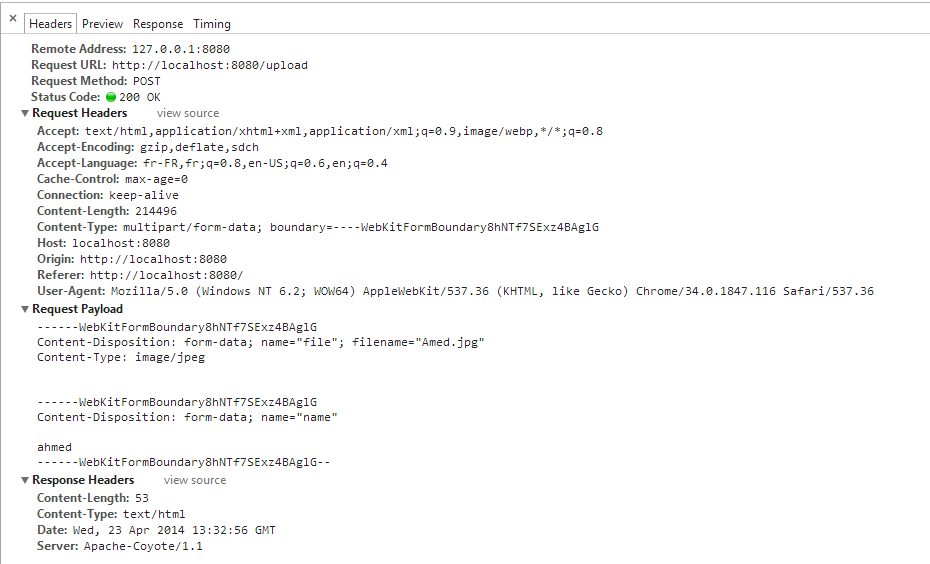 ×
Headers Preview Response Timing
Remote Address: 127.0.0.1:8080
Request URL: http://localhost:8080/upload
Request Method: POST
Status Code: 200 OK
▼Request Headers view source
Accept: text/html,application/xhtml+xml,application/xml;q=0.9,image/webp,*/*;q=0.8
Accept-Encoding: gzip,deflate,sdch
Accept-Language: fr-FR,fr;q=0.8,en-US;q=0.6,en;q=0.4
Cache-Control: max-age=0
Connection: keep-alive
Content-Length: 214496
Content-Type: multipart/form-data; boundary=----WebKitFormBoundary8hNTf7SExz4BAglG
Host: localhost:8080
Origin: http://localhost:8080
Referer: http://localhost:8080/
User-Agent: Mozilla/5.0 (Windows NT 6.2; WOW64) AppleWebKit/537.36 (KHTML, like Gecko) Chrome/34.0.1847.116 Safari/537.36
▼Request Payload
------WebKitFormBoundary8hNTf7SExz4BAglG
Content-Disposition: form-data; name="file"; filename="Amed.jpg"
Content-Type: image/jpeg
------WebKitFormBoundary8hNTf7SExz4BAglG
Content-Disposition: form-data; name="name"
ahmed
------WebKitFormBoundary8hNTf7SExz4BAglG--
▼Response Headers view source
Content-Length: 53
Content-Type: text/html
Date: Wed, 23 Apr 2014 13:32:56 GMT
Server: Apache-Coyote/1.1